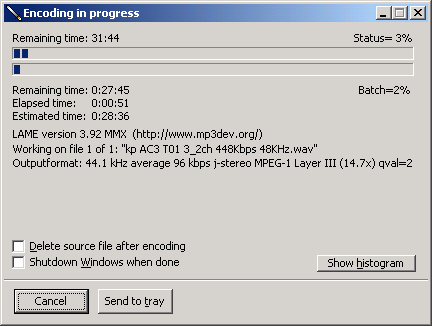 Encoding in progress
Remaining time: 31:44 Status= 3%
Remaining time: 0:27:45 Batch=2%
Elapsed time: 0:00:51
Estimated time: 0:28:36
LAME version 3.92 MMX (http://www.mp3dev.org/)
Working on file 1 of 1: "kp AC3 T01 3_2ch 448Kbps 48KHz.wav"
Outputformat: 44.1 kHz average 96 kbps j-stereo MPEG-1 Layer III (14.7x) qval=2
Delete source file after encoding
Shutdown Windows when done
Show histogram
Cancel
Send to tray